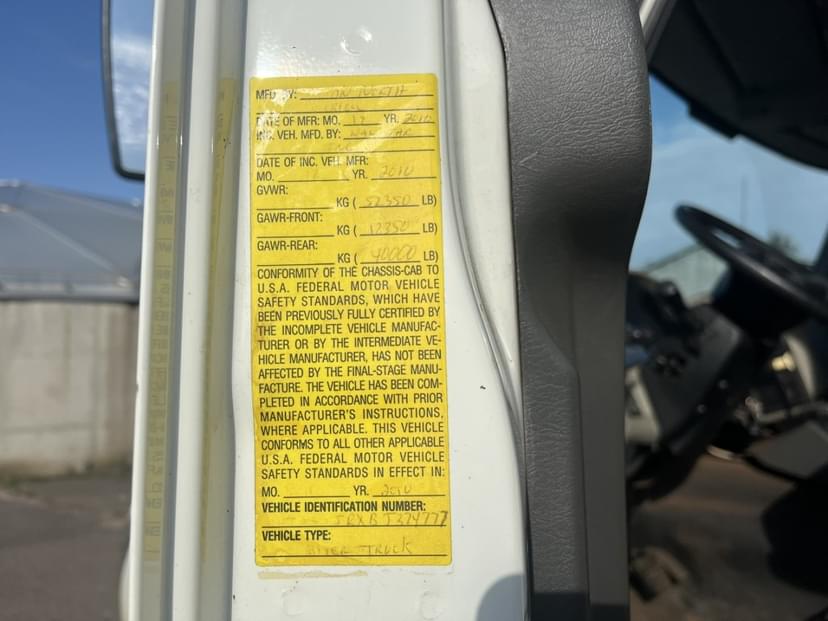 MFD BY:
DATE OF MFR: MO. 12 YR. 2010
INC. VEH. MFD. BY: NAVISTAR
INC
DATE OF INC. VEH. MFR:
MO. YR. 2010
GVWR:
KG ( 52350 LB)
GAWR-FRONT:
KG ( 12350 LB)
GAWR-REAR:
KG ( 40000 LB)
CONFORMITY OF THE CHASSIS-CAB TO
U.S.A. FEDERAL MOTOR VEHICLE
SAFETY STANDARDS, WHICH HAVE
BEEN PREVIOUSLY FULLY CERTIFIED BY
THE INCOMPLETE VEHICLE MANUFAC-
TURER OR BY THE INTERMEDIATE VE-
HICLE MANUFACTURER, HAS NOT BEEN
AFFECTED BY THE FINAL-STAGE MANU-
FACTURE. THE VEHICLE HAS BEEN COM-
PLETED IN ACCORDANCE WITH PRIOR
MANUFACTURER'S INSTRUCTIONS,
WHERE APPLICABLE. THIS VEHICLE
CONFORMS TO ALL OTHER APPLICABLE
U.S.A. FEDERAL MOTOR VEHICLE
SAFETY STANDARDS IN EFFECT IN:
MO. YR. 2010
VEHICLE IDENTIFICATION NUMBER:
VEHICLE TYPE:
TRUCK